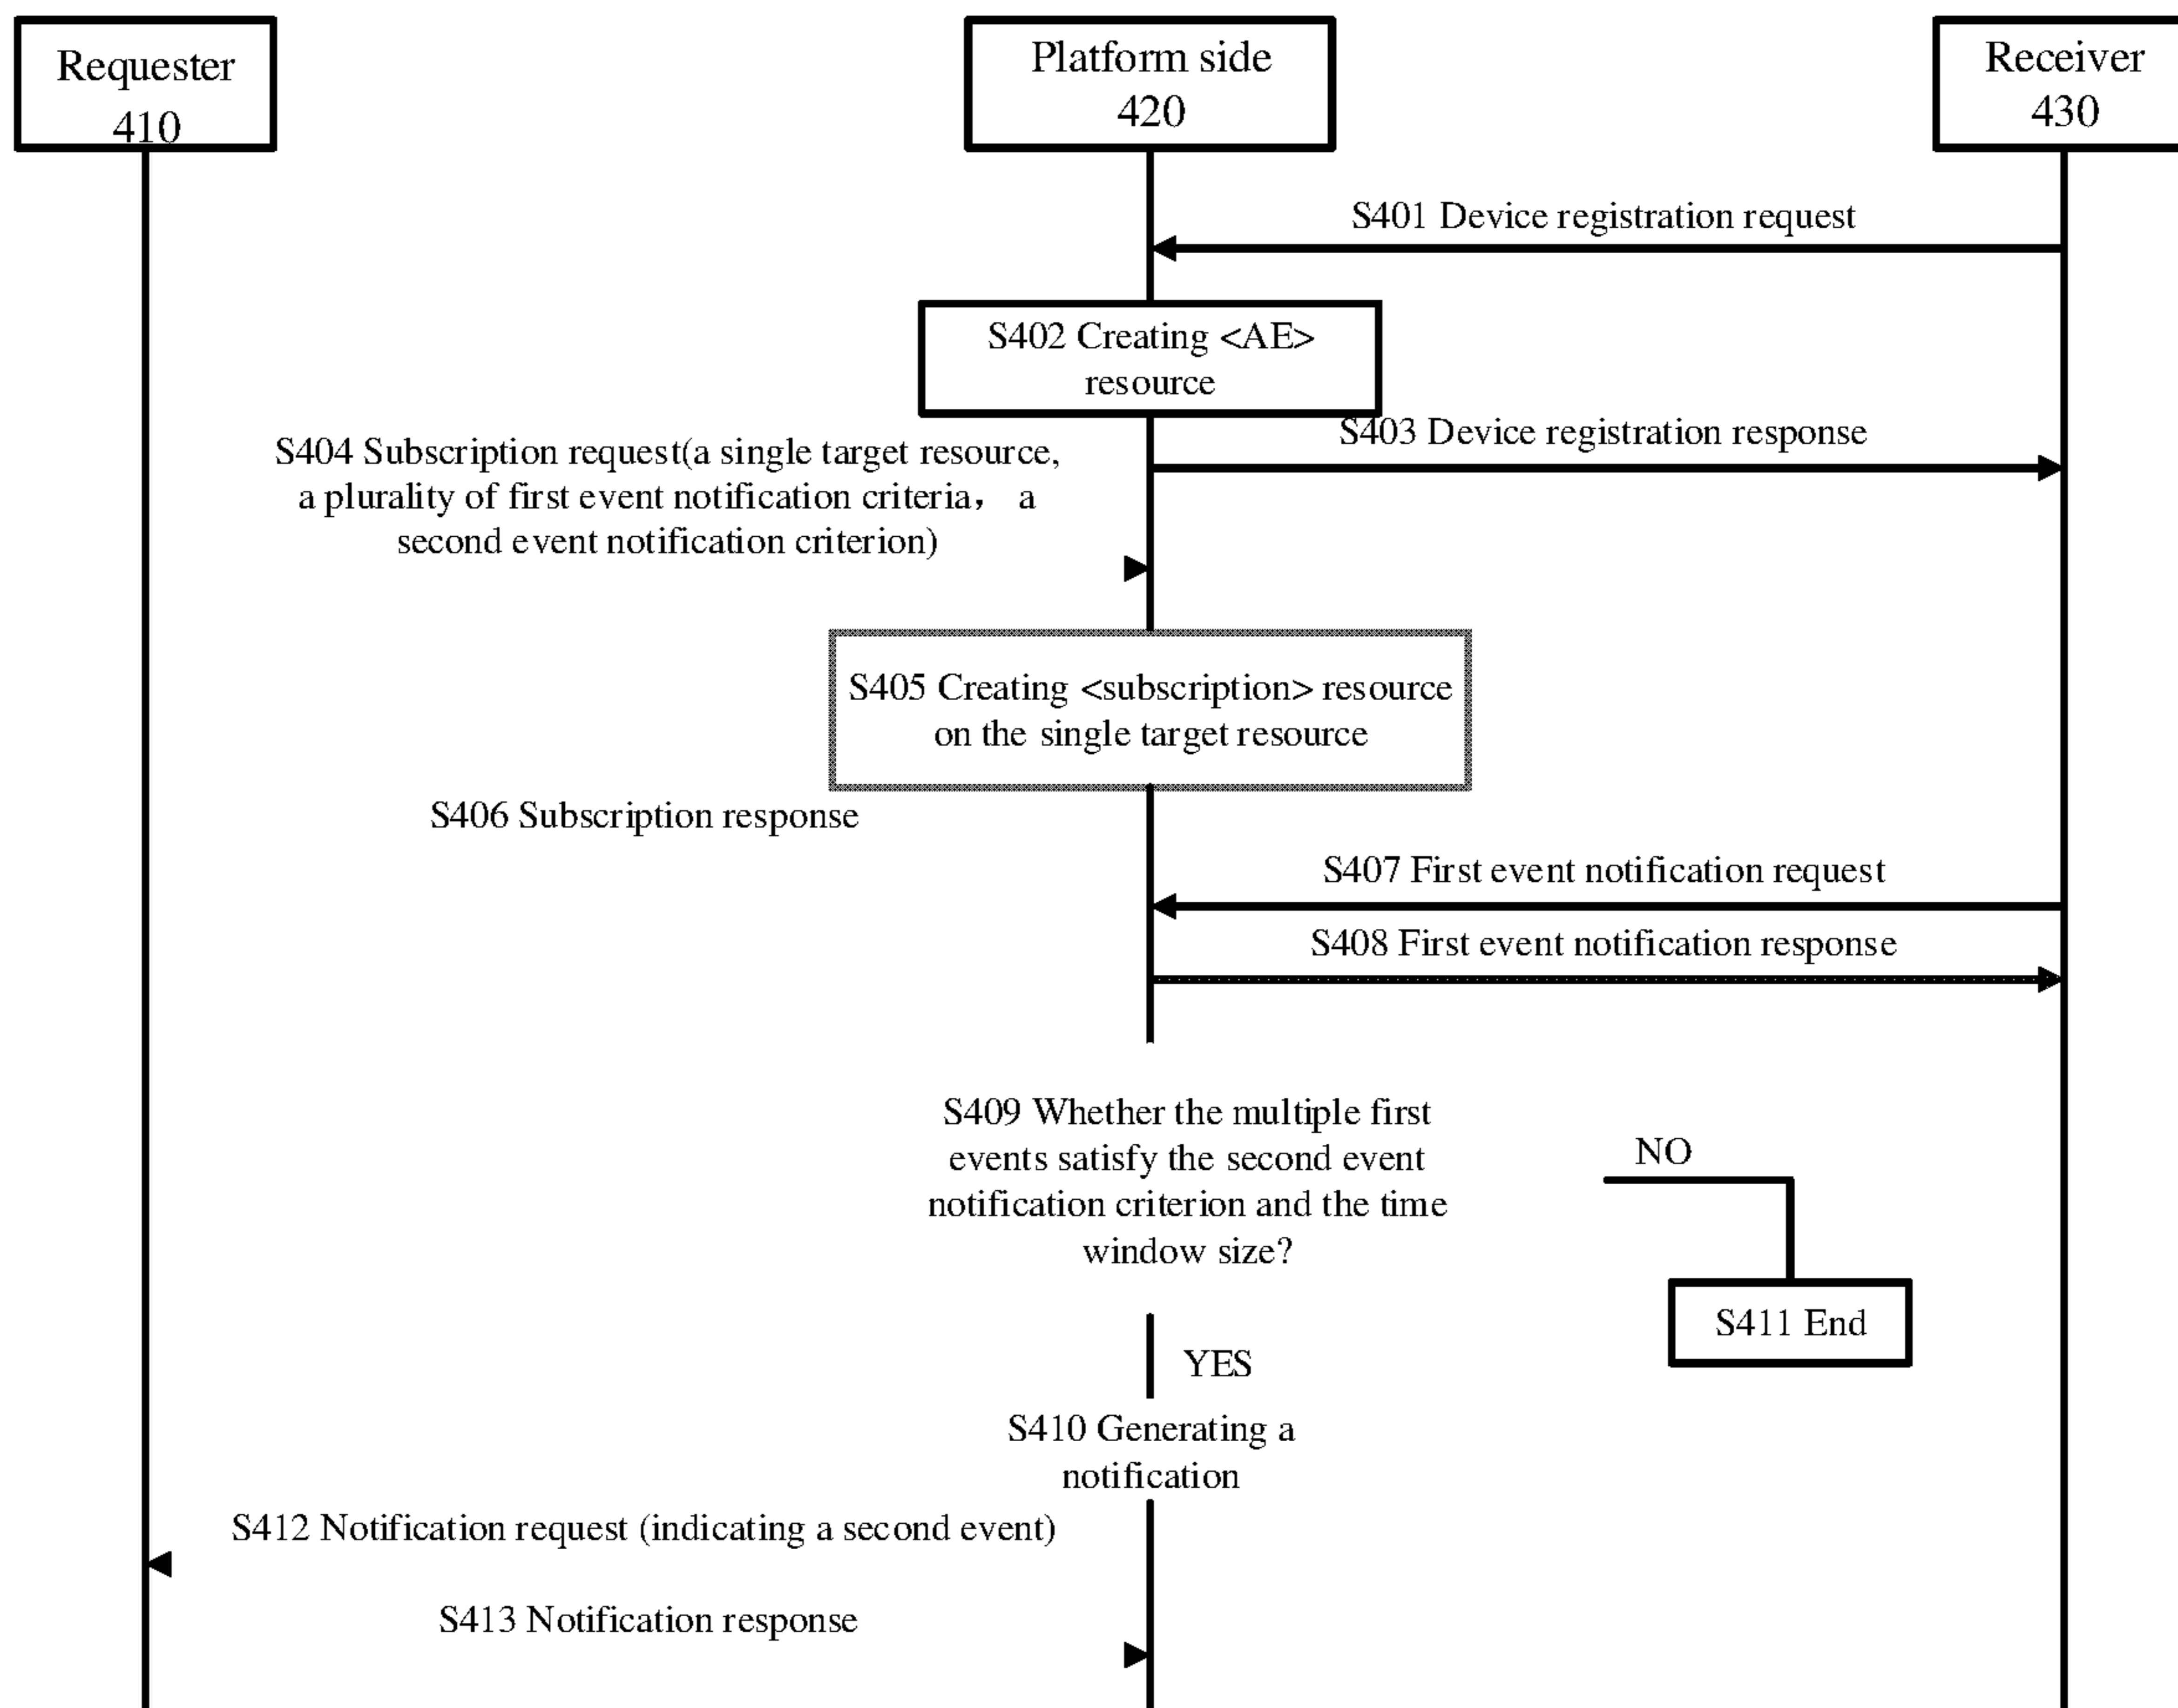 Requester
410
Platform side
420
Receiver
430
S401 Device registration request
S402 Creating <AE>
resource
S403 Device registration response
S404 Subscription request(a single target resource,
a plurality of first event notification criteria， a
second event notification criterion)
S405 Creating <subscription> resource
on the single target resource
S406 Subscription response
S407 First event notification request
S408 First event notification response
S409 Whether the multiple first
events satisfy the second event
notification criterion and the time
window size?
NO
S411 End
YES
S410 Generating a
notification
S412 Notification request (indicating a second event)
S413 Notification response